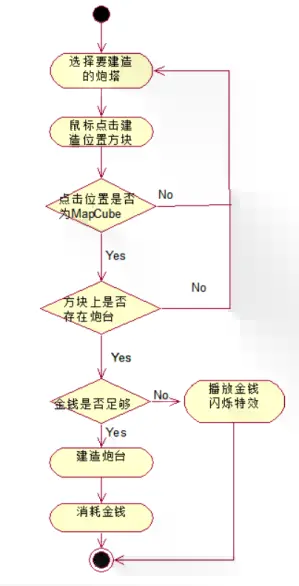 选择要建造
的炮塔
鼠标点击建
造位置方块
点击位置是否
为MapCube
No
Yes
方块上是否
存在炮台
No
Yes
金钱是否足够
No
播放金钱
闪烁特效
Yes
建造炮台
消耗金钱